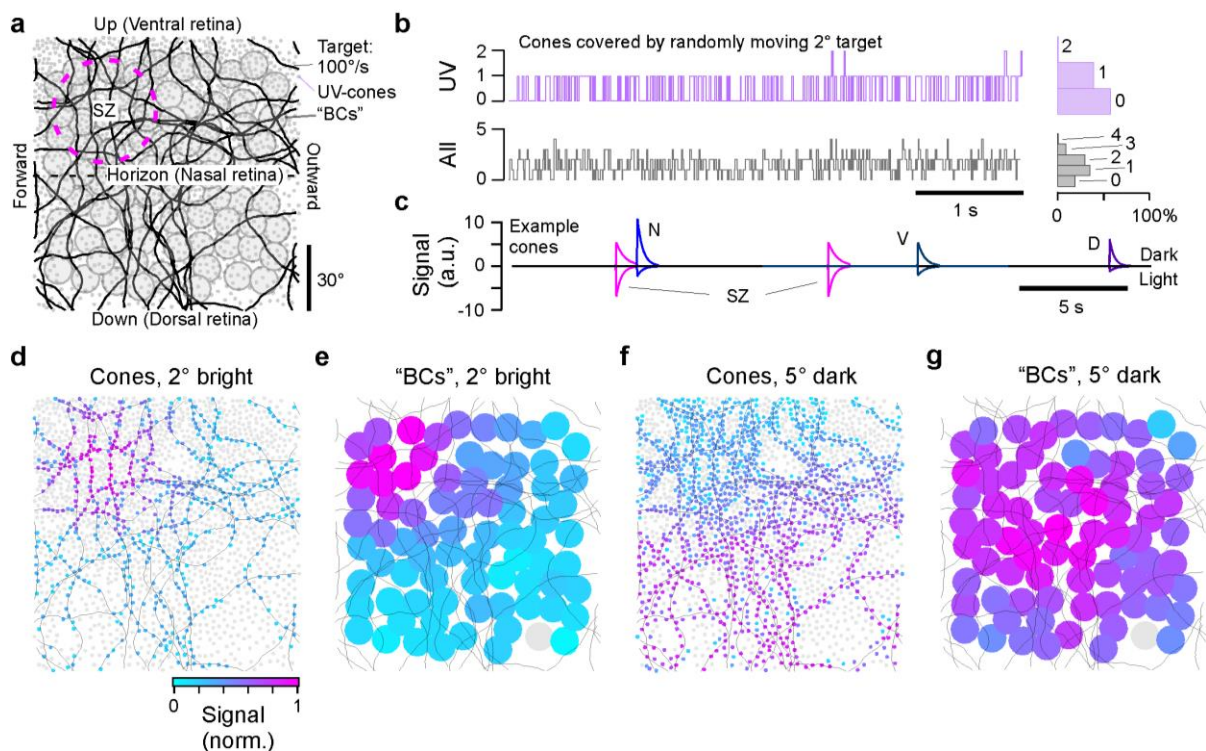 a
Up (Ventral retina)
Target:
100°/s
UV-cones
"BCs"
SZ
Forward
Outward
Horizon (Nasal retina)
30°
Down (Dorsal retina)
b
Cones covered by randomly moving 2° target
UV
2
1
0
2
1
0
All
5
0
4
3
2
1
0
1 s
0
100%
c
Signal
(a.u.)
10
0
-10
Example
cones
N
SZ
V
D
Dark
Light
5 s
d
Cones, 2° bright
e
"BCs", 2° bright
f
Cones, 5° dark
g
"BCs", 5° dark
0
1
Signal
(norm.)